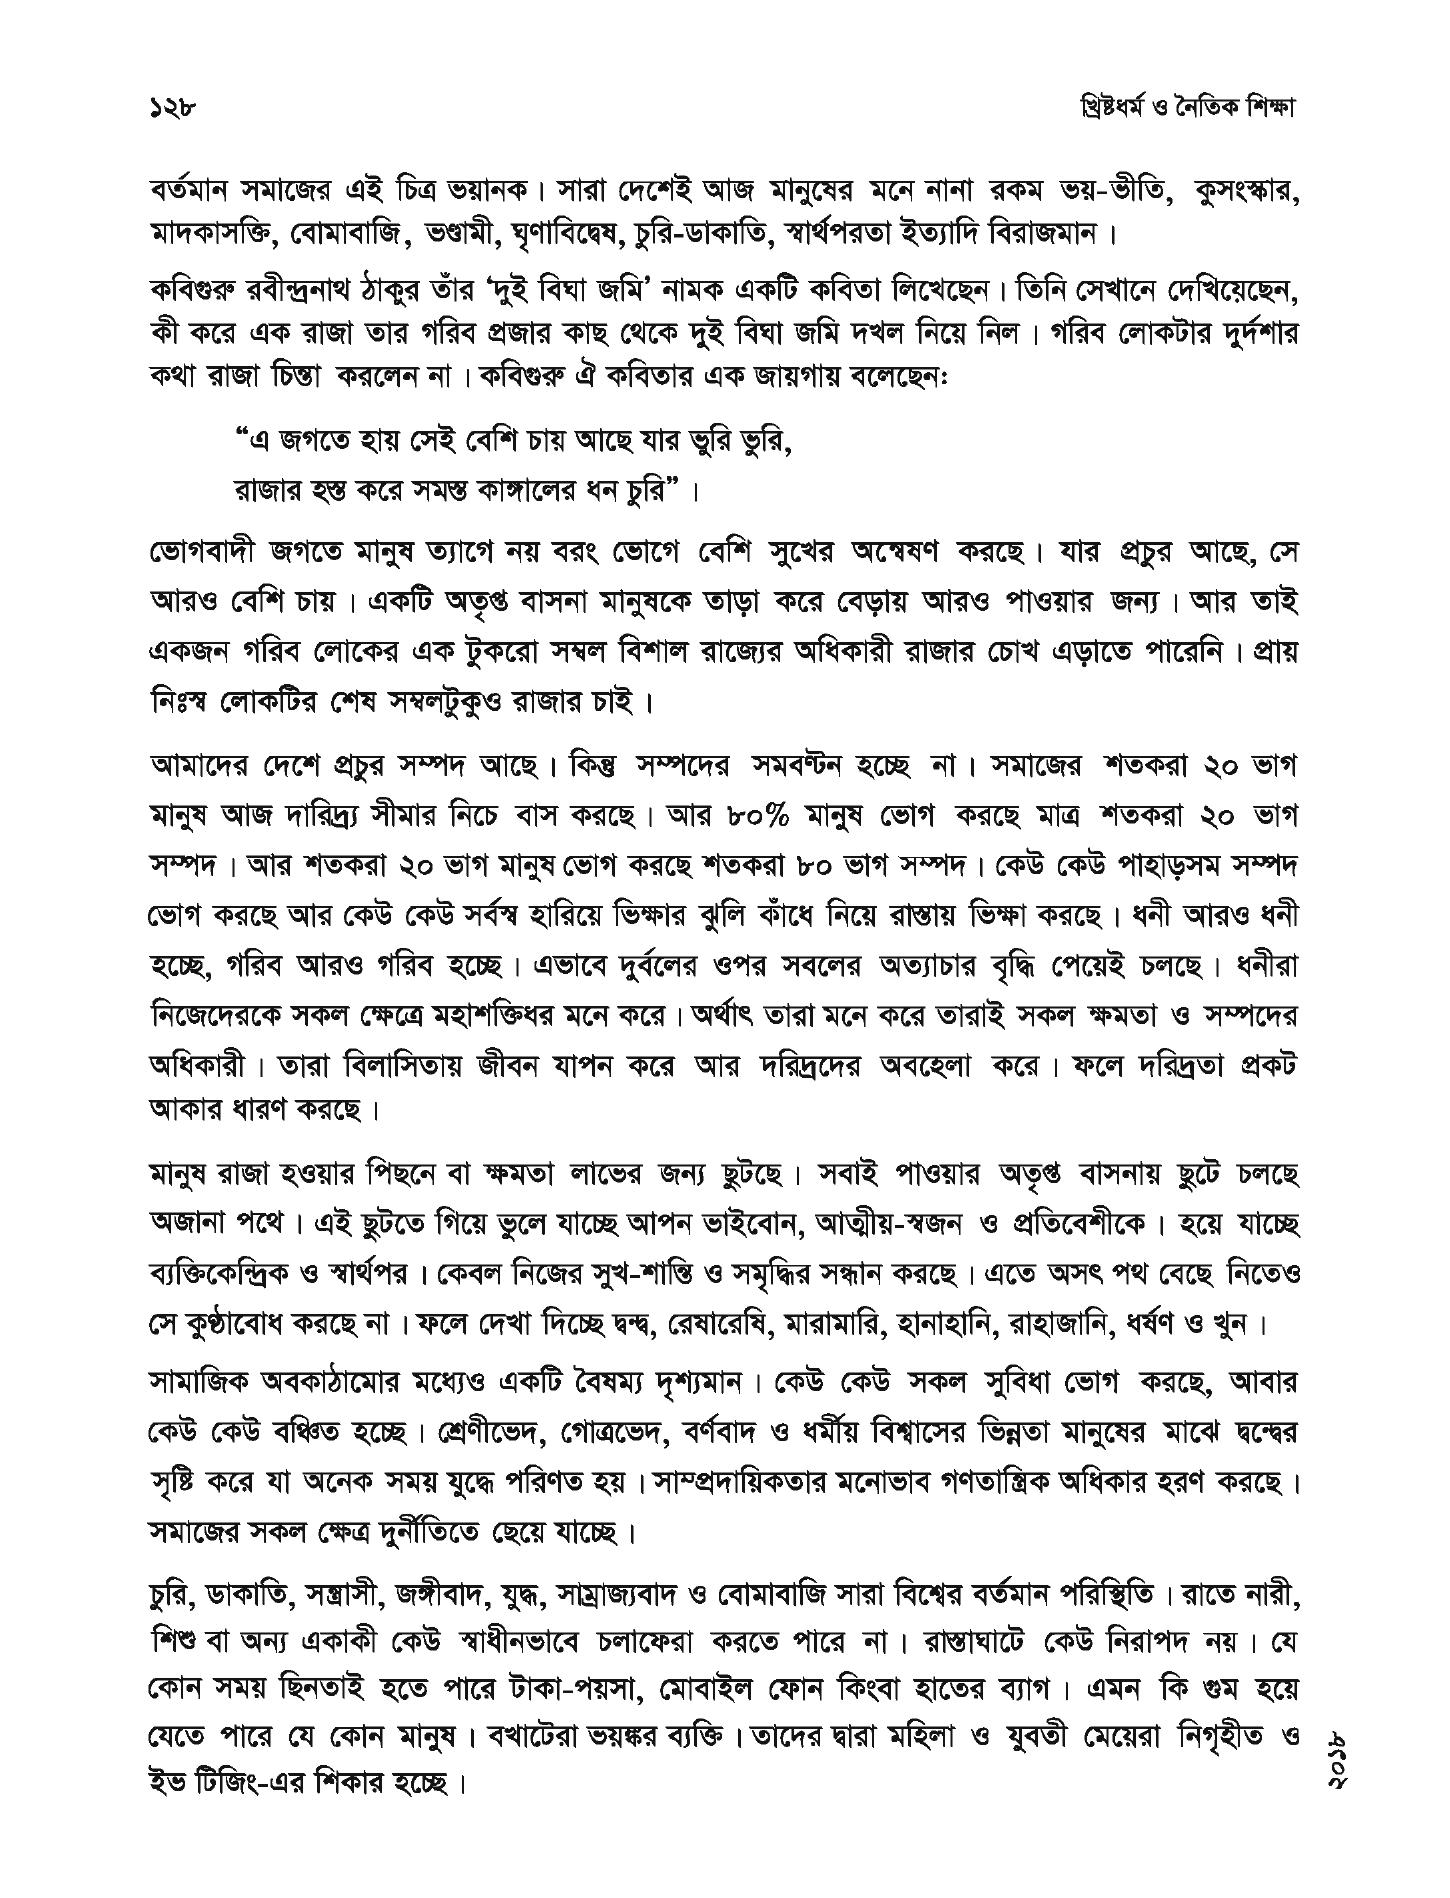 ১২৮
খ্রিষ্টধর্ম ও নৈতিক শিক্ষা
বর্তমান সমাজের এই চিত্র ভয়ানক। সারা দেশেই আজ মানুষের মনে নানা রকম ভয়-ভীতি, কুসংস্কার,
মাদকাসক্তি, বোমাবাজি, ভণ্ডামী, ঘৃণাবিদ্বেষ, চুরি-ডাকাতি, স্বার্থপরতা ইত্যাদি বিরাজমান।
কবিগুরু রবীন্দ্রনাথ ঠাকুর তাঁর ‘দুই বিঘা জমি’ নামক একটি কবিতা লিখেছেন। তিনি সেখানে দেখিয়েছেন,
কী করে এক রাজা তার গরিব প্রজার কাছ থেকে দুই বিঘা জমি দখল নিয়ে নিল। গরিব লোকটার দুর্দশার
কথা রাজা চিন্তা করলেন না। কবিগুরু ঐ কবিতার এক জায়গায় বলেছেন:
“এ জগতে হায় সেই বেশি চায় আছে যার ভুরি ভুরি,
রাজার হস্ত করে সমস্ত কাঙ্গালের ধন চুরি”।
ভোগবাদী জগতে মানুষ ত্যাগে নয় বরং ভোগে বেশি সুখের অন্বেষণ করছে। যার প্রচুর আছে, সে
আরও বেশি চায়। একটি অতৃপ্ত বাসনা মানুষকে তাড়া করে বেড়ায় আরও পাওয়ার জন্য। আর তাই
একজন গরিব লোকের এক টুকরো সম্বল বিশাল রাজ্যের অধিকারী রাজার চোখ এড়াতে পারেনি। প্রায়
নিঃস্ব লোকটির শেষ সম্বলটুকুও রাজার চাই।
আমাদের দেশে প্রচুর সম্পদ আছে। কিন্তু সম্পদের সমবণ্টন হচ্ছে না। সমাজের শতকরা ২০ ভাগ
মানুষ আজ দারিদ্র্য সীমার নিচে বাস করছে। আর ৮০% মানুষ ভোগ করছে মাত্র শতকরা ২০ ভাগ
সম্পদ। আর শতকরা ২০ ভাগ মানুষ ভোগ করছে শতকরা ৮০ ভাগ সম্পদ। কেউ কেউ পাহাড়সম সম্পদ
ভোগ করছে আর কেউ কেউ সর্বস্ব হারিয়ে ভিক্ষার ঝুলি কাঁধে নিয়ে রাস্তায় ভিক্ষা করছে। ধনী আরও ধনী
হচ্ছে, গরিব আরও গরিব হচ্ছে। এভাবে দুর্বলের ওপর সবলের অত্যাচার বৃদ্ধি পেয়েই চলছে। ধনীরা
নিজেদেরকে সকল ক্ষেত্রে মহাশক্তিধর মনে করে। অর্থাৎ তারা মনে করে তারাই সকল ক্ষমতা ও সম্পদের
অধিকারী। তারা বিলাসিতায় জীবন যাপন করে আর দরিদ্রদের অবহেলা করে। ফলে দরিদ্রতা প্রকট
আকার ধারণ করছে।
মানুষ রাজা হওয়ার পিছনে বা ক্ষমতা লাভের জন্য ছুটছে। সবাই পাওয়ার অতৃপ্ত বাসনায় ছুটে চলছে
অজানা পথে। এই ছুটতে গিয়ে ভুলে যাচ্ছে আপন ভাইবোন, আত্মীয়-স্বজন ও প্রতিবেশীকে। হয়ে যাচ্ছে
ব্যক্তিকেন্দ্রিক ও স্বার্থপর। কেবল নিজের সুখ-শান্তি ও সমৃদ্ধির সন্ধান করছে। এতে অসৎ পথ বেছে নিতেও
সে কুণ্ঠাবোধ করছে না। ফলে দেখা দিচ্ছে দ্বন্দ্ব, রেষারেষি, মারামারি, হানাহানি, রাহাজানি, ধর্ষণ ও খুন।
সামাজিক অবকাঠামোর মধ্যেও একটি বৈষম্য দৃশ্যমান। কেউ কেউ সকল সুবিধা ভোগ করছে, আবার
কেউ কেউ বঞ্চিত হচ্ছে। শ্রেণীভেদ, গোত্রভেদ, বর্ণবাদ ও ধর্মীয় বিশ্বাসের ভিন্নতা মানুষের মাঝে দ্বন্দ্বের
সৃষ্টি করে যা অনেক সময় যুদ্ধে পরিণত হয়। সাম্প্রদায়িকতার মনোভাব গণতান্ত্রিক অধিকার হরণ করছে।
সমাজের সকল ক্ষেত্র দুর্নীতিতে ছেয়ে যাচ্ছে।
চুরি, ডাকাতি, সন্ত্রাসী, জঙ্গীবাদ, যুদ্ধ, সাম্রাজ্যবাদ ও বোমাবাজি সারা বিশ্বের বর্তমান পরিস্থিতি। রাতে নারী,
শিশু বা অন্য একাকী কেউ স্বাধীনভাবে চলাফেরা করতে পারে না। রাস্তাঘাটে কেউ নিরাপদ নয়। যে
কোন সময় ছিনতাই হতে পারে টাকা-পয়সা, মোবাইল ফোন কিংবা হাতের ব্যাগ। এমন কি গুম হয়ে
যেতে পারে যে কোন মানুষ। বখাটেরা ভয়ঙ্কর ব্যক্তি। তাদের দ্বারা মহিলা ও যুবতী মেয়েরা নিগৃহীত ও
ইভ টিজিং-এর শিকার হচ্ছে।
২০১৮